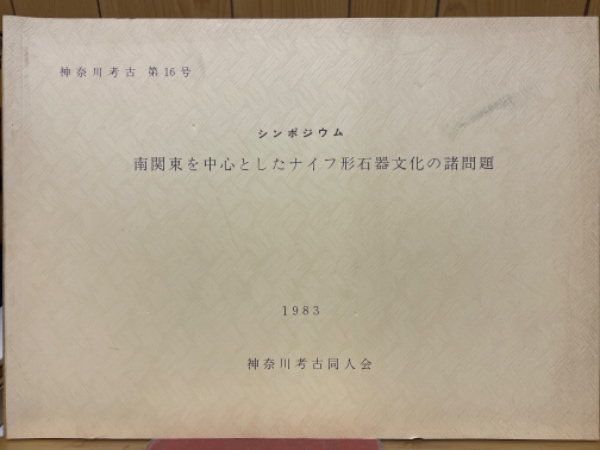 神奈川考古 第16号
シンポジウム
南関東を中心としたナイフ形石器文化の諸問題
1983
神奈川考古同人会